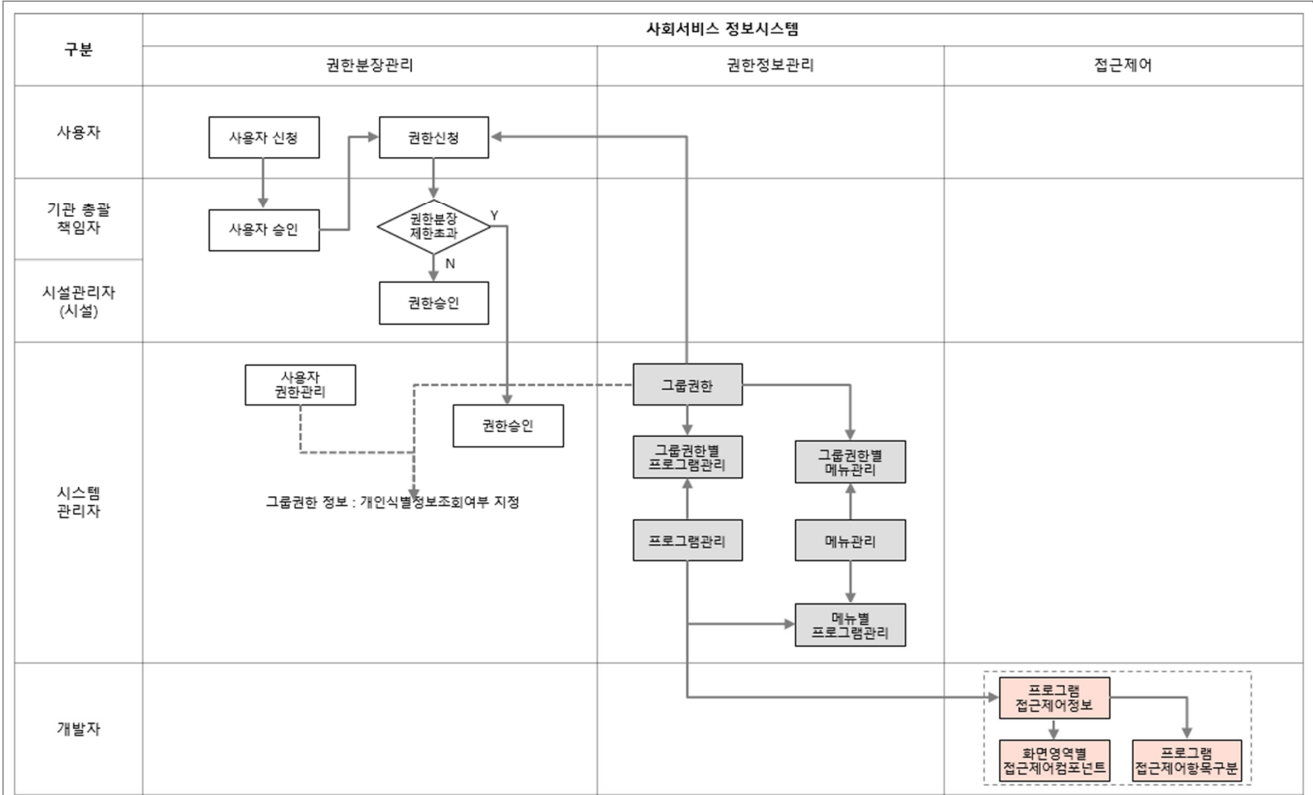 구분
사회서비스 정보시스템
권한분장관리
권한정보관리
접근제어
사용자
사용자 신청
권한신청
기관 총괄
책임자
사용자 승인
권한분장
제한초과
Y
N
시설관리자
(시설)
권한승인
시스템
관리자
사용자
권한관리
권한승인
그룹권한 정보 : 개인식별정보조회여부 지정
그룹권한
그룹권한별
프로그램관리
그룹권한별
메뉴관리
프로그램관리
메뉴관리
메뉴별
프로그램관리
개발자
프로그램
접근제어정보
화면영역별
접근제어컴포넌트
프로그램
접근제어항목구분